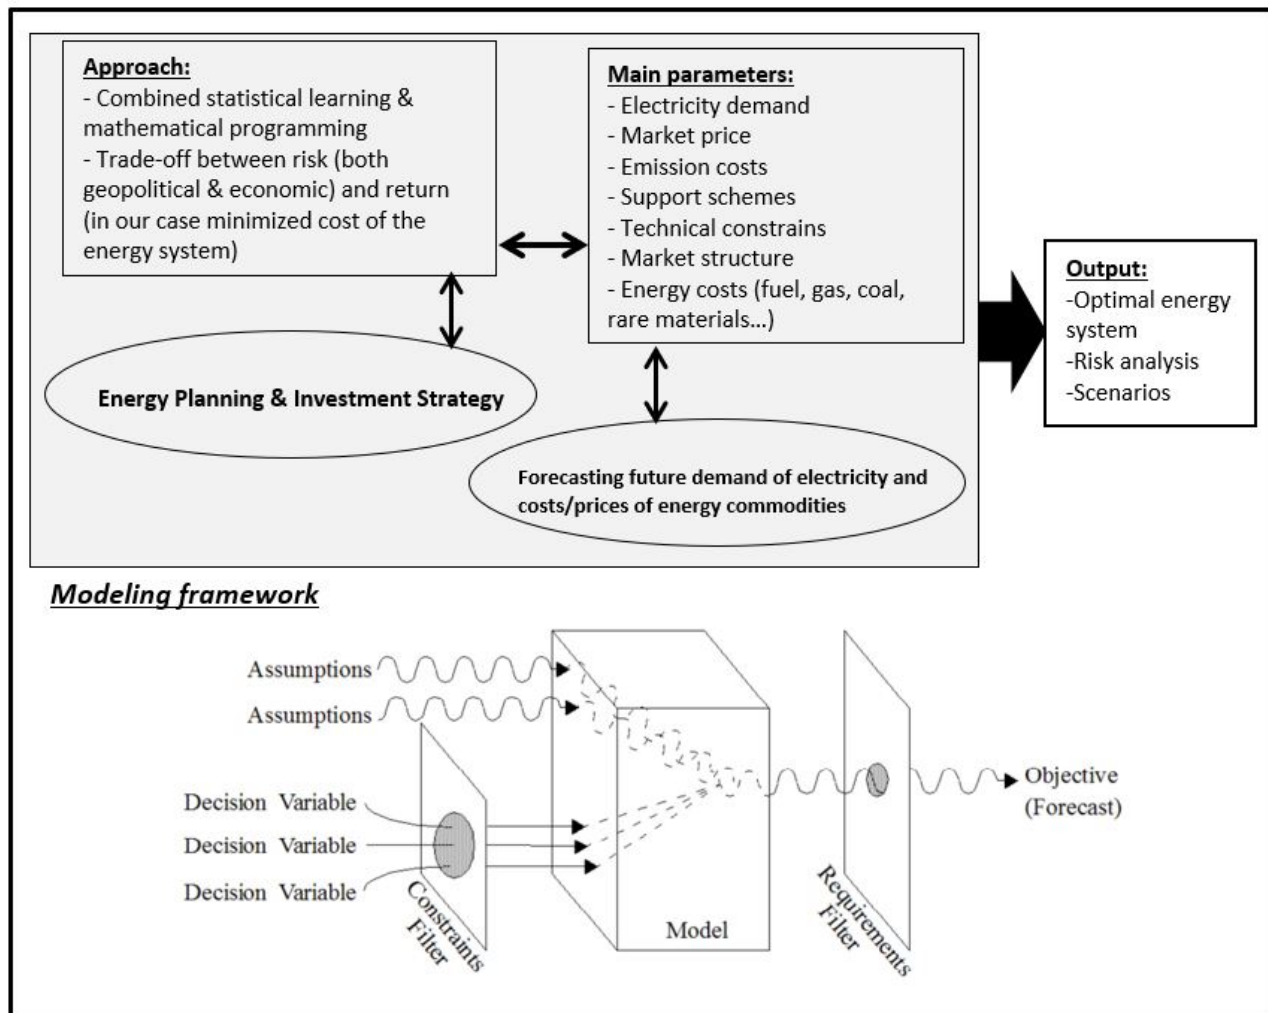 Approach:
- Combined statistical learning &
mathematical programming
- Trade-off between risk (both
geopolitical & economic) and return
(in our case minimized cost of the
energy system)
Main parameters:
- Electricity demand
- Market price
- Emission costs
- Support schemes
- Technical constrains
- Market structure
- Energy costs (fuel, gas, coal,
rare materials...)
Output:
-Optimal energy
system
-Risk analysis
-Scenarios
Energy Planning & Investment Strategy
Forecasting future demand of electricity and
costs/prices of energy commodities
Modeling framework
Assumptions
Assumptions
Decision Variable
Decision Variable
Decision Variable
Constraints
Filter
Model
Requirements
Filter
Objective
(Forecast)